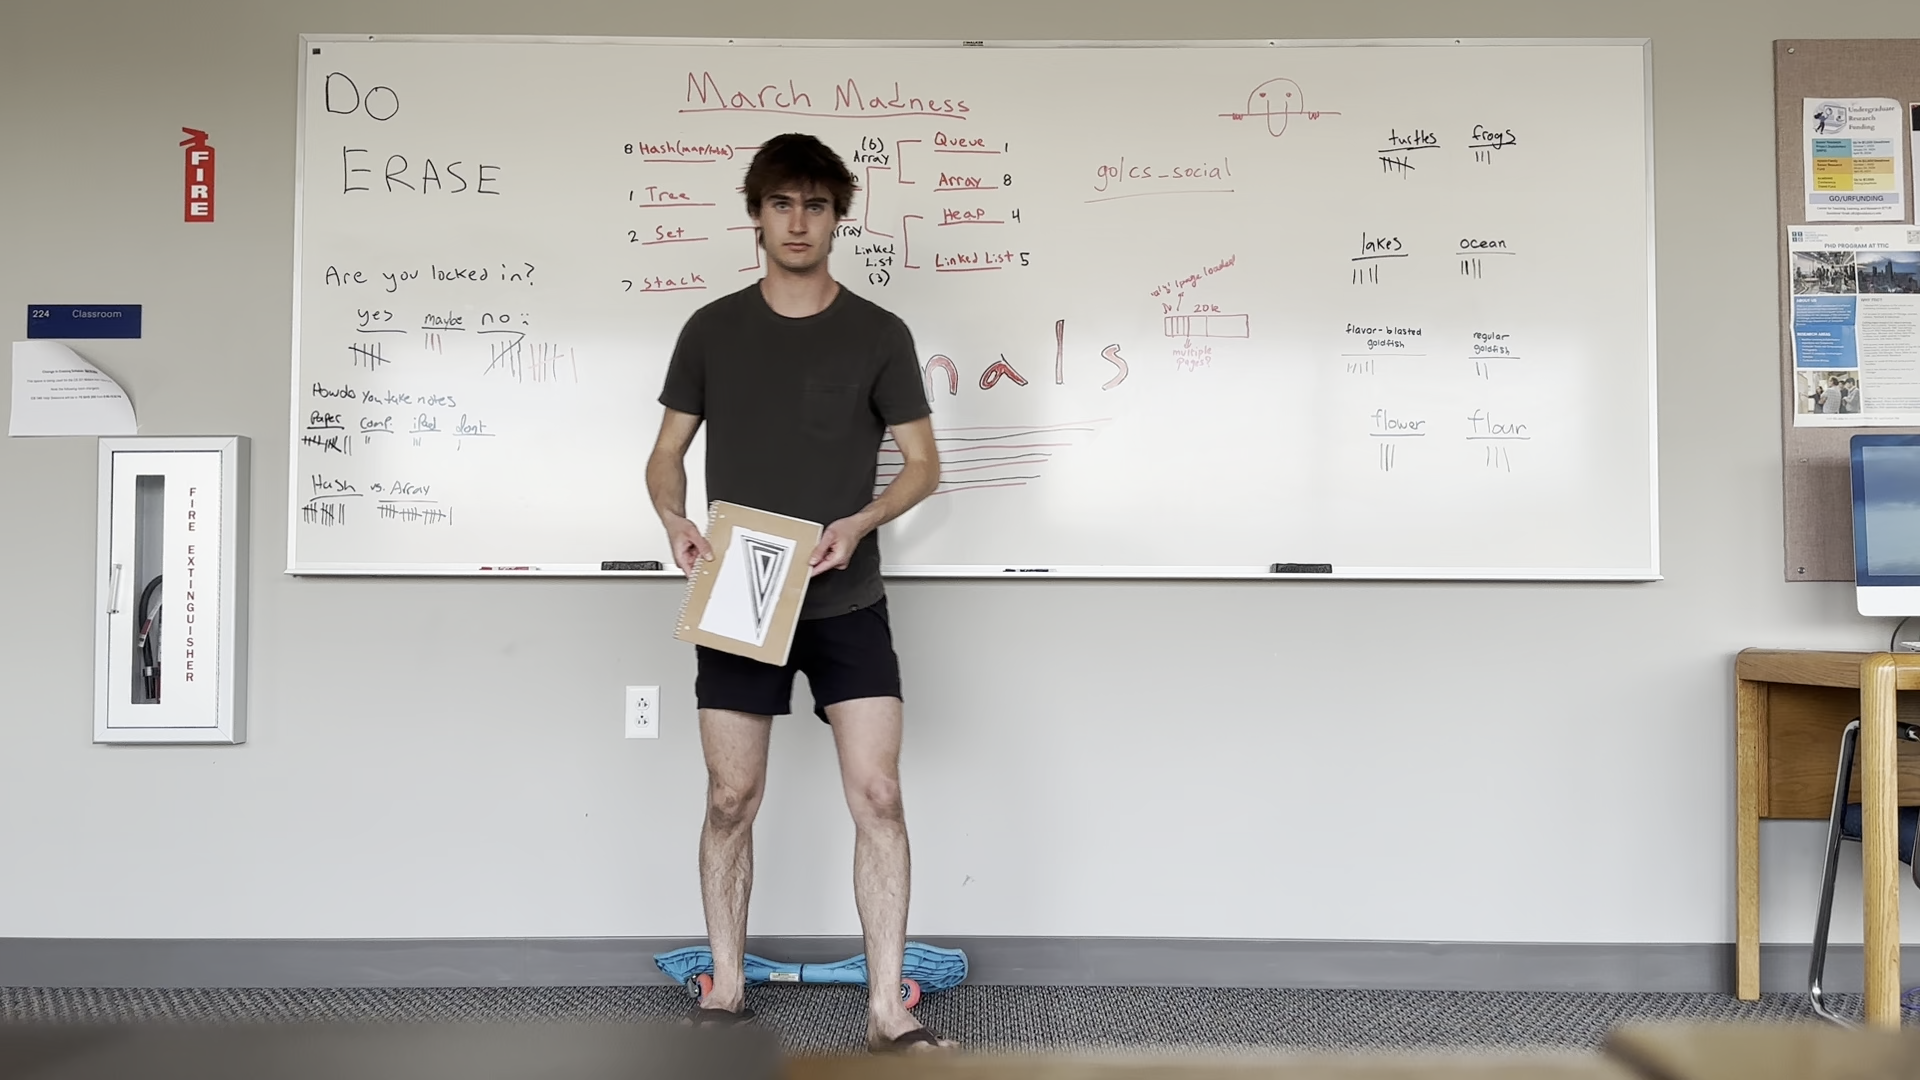 DO
ERASE
FIRE
224 Classroom
Are you locked in?
yes maybe no :
How do you take notes
Paper Comp. iPad dont
Hash vs. Array
FIRE EXTINGUISHER
March Madness
8 Hash (map/table)
1 Tree
2 Set
7 Stack
(6)
Array
Linked
List
(3)
Queue 1
Array 8
Heap 4
Linked List 5
nals
go/cs_social
20k
multiple
pages?
turtles frogs
lakes ocean
flavor-blasted
goldfish
regular
goldfish
flower flour
Undergraduate
Research
Funding
GO/URFUNDING
PHD PROGRAM AT TTIC